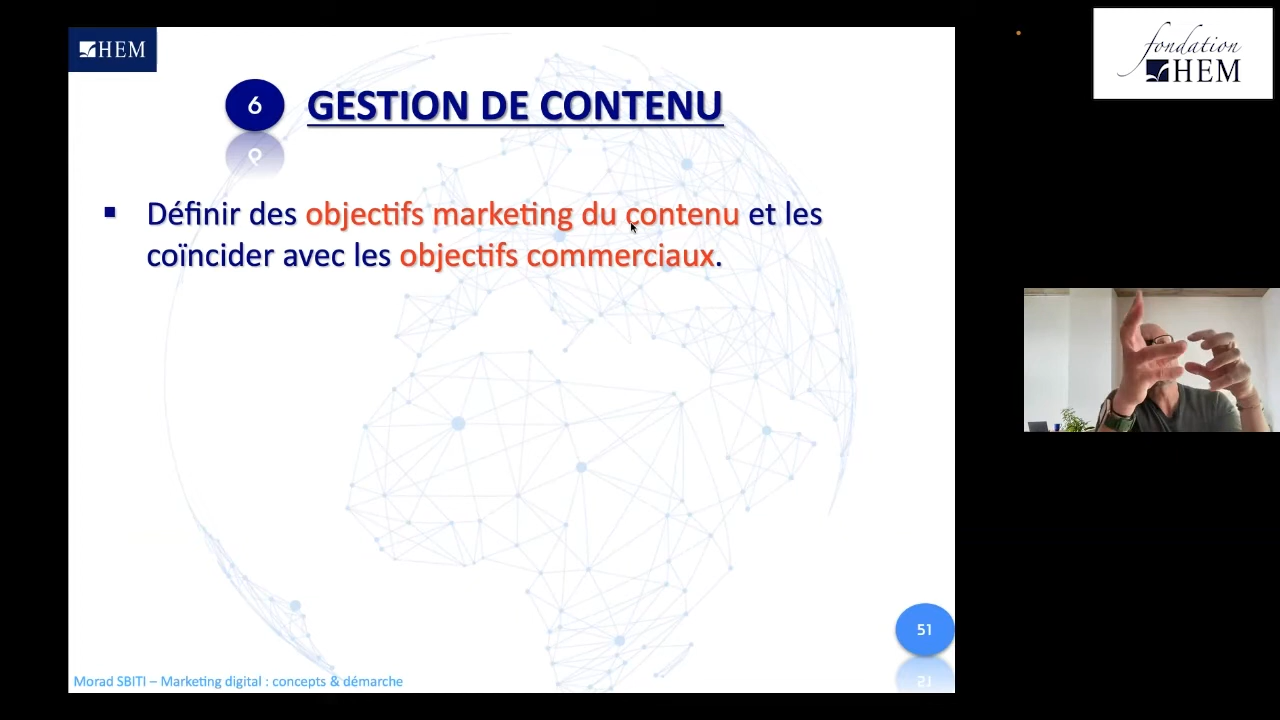 HEM
fondation
HEM
6 GESTION DE CONTENU
▪ Définir des objectifs marketing du contenu et les
coïncider avec les objectifs commerciaux.
51
Morad SBITI – Marketing digital : concepts & démarche